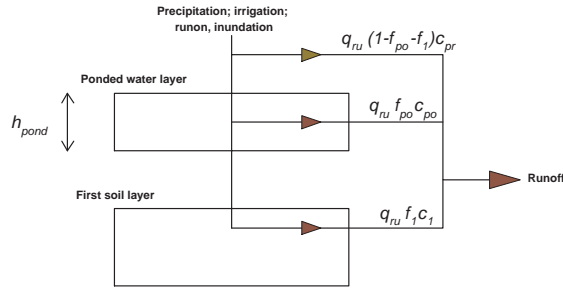 Precipitation; irrigation;
runon, inundation
q_ru (1-f_po-f_1)c_pr
Ponded water layer
q_ru f_po c_po
h_pond
Runoff
First soil layer
q_ru f_1 c_1